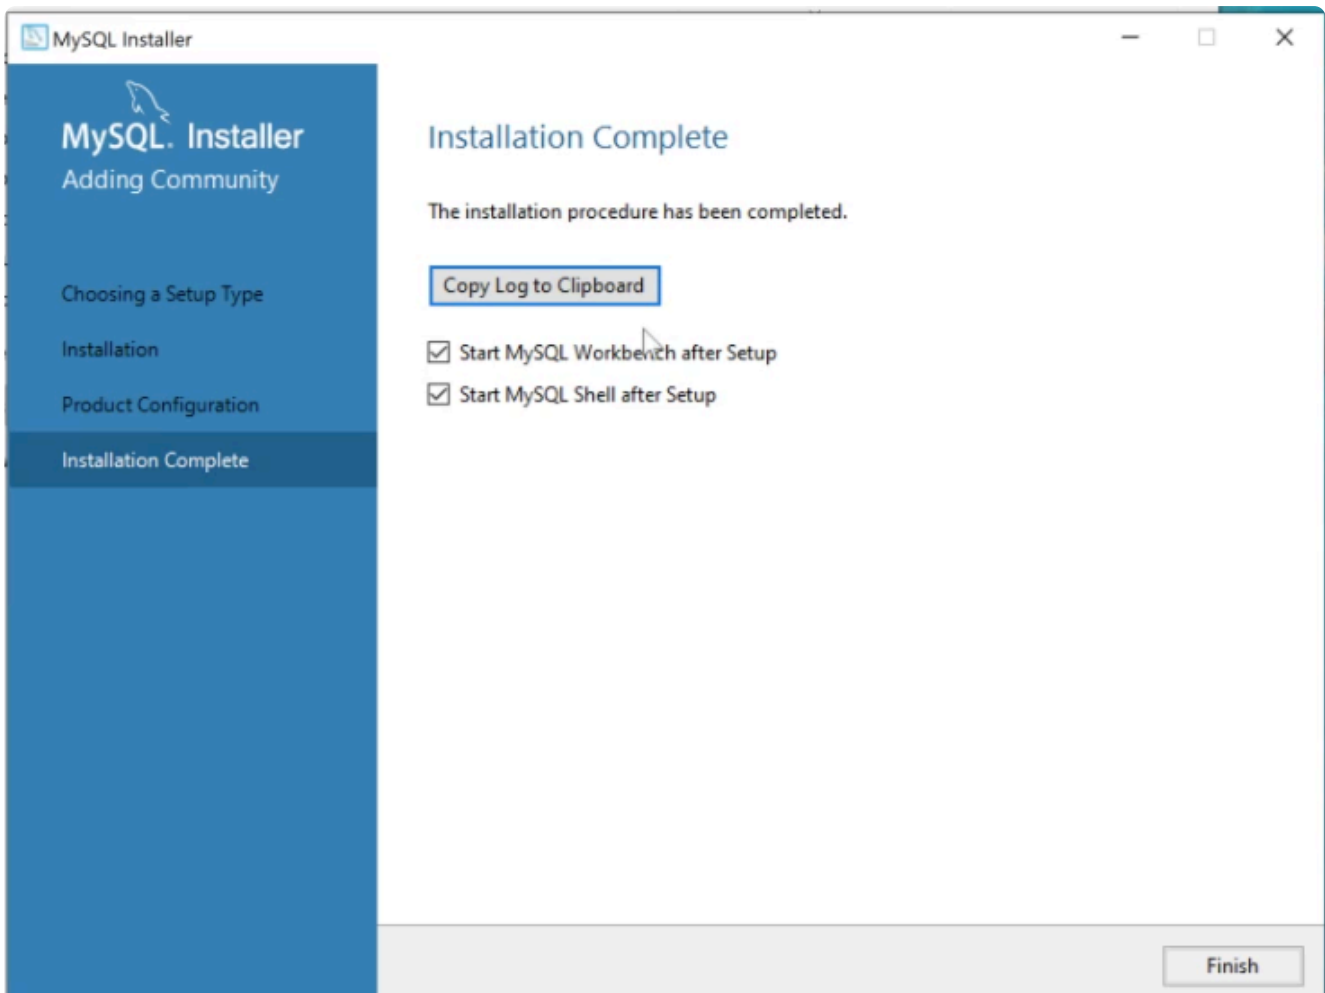 MySQL Installer
MySQL. Installer
Adding Community
Choosing a Setup Type
Installation
Product Configuration
Installation Complete
Installation Complete
The installation procedure has been completed.
Copy Log to Clipboard
Start MySQL Workbench after Setup
Start MySQL Shell after Setup
Finish